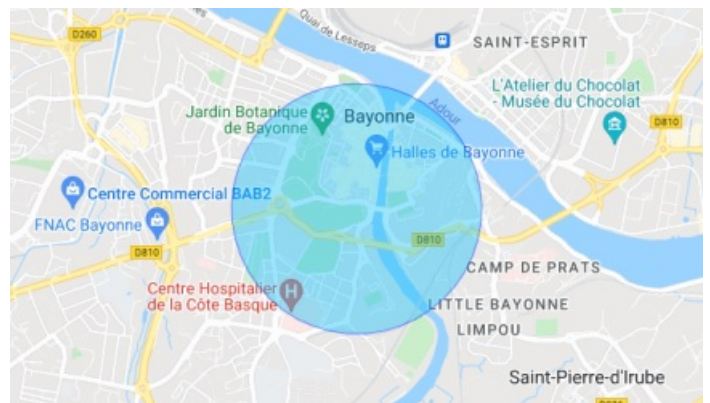 D260
Quai de Lesseps
SAINT-ESPRIT
L'Atelier du Chocolat
- Musée du Chocolat
Jardin Botanique
de Bayonne
Bayonne
Adour
D810
Halles de Bayonne
Centre Commercial BAB2
FNAC Bayonne
D810
D810
CAMP DE PRATS
Centre Hospitalier
de la Côte Basque
H
LITTLE BAYONNE
LIMPOU
Saint-Pierre-d'Irube